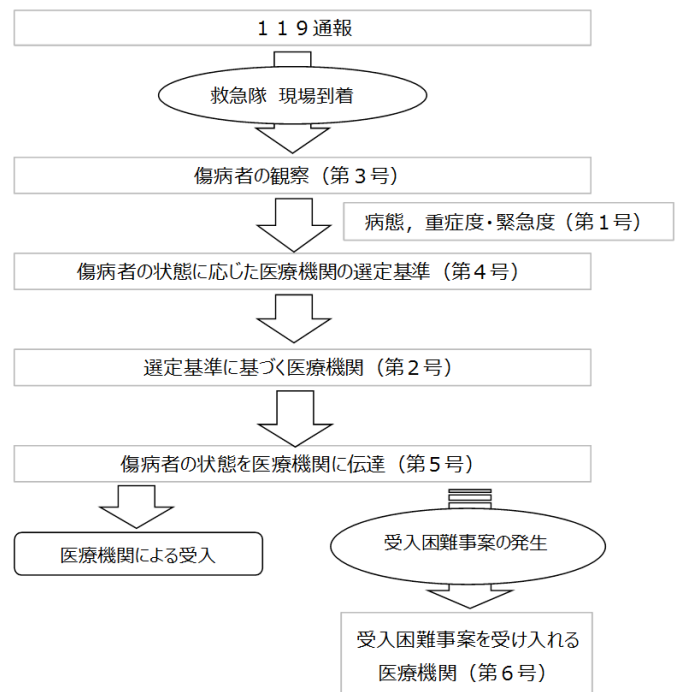 １１９通報
救急隊 現場到着
傷病者の観察（第３号）
病態，重症度・緊急度（第１号）
傷病者の状態に応じた医療機関の選定基準（第４号）
選定基準に基づく医療機関（第２号）
傷病者の状態を医療機関に伝達（第５号）
医療機関による受入
受入困難事案の発生
受入困難事案を受け入れる
医療機関（第６号）